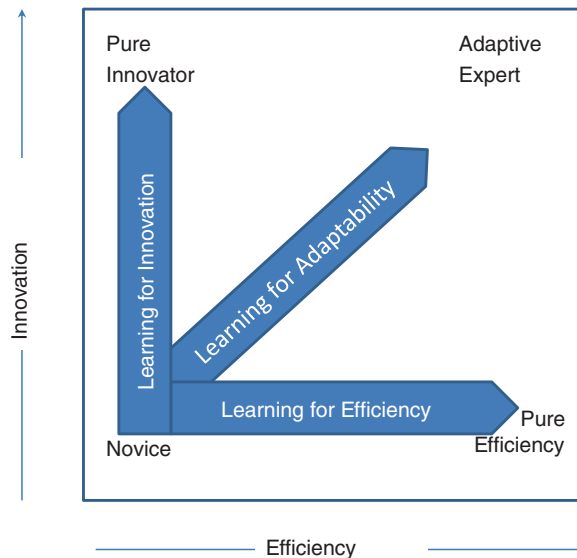 Pure
Innovator
Adaptive
Expert
Innovation
Learning for Innovation
Learning for Adaptability
Learning for Efficiency
Novice
Pure
Efficiency
Efficiency